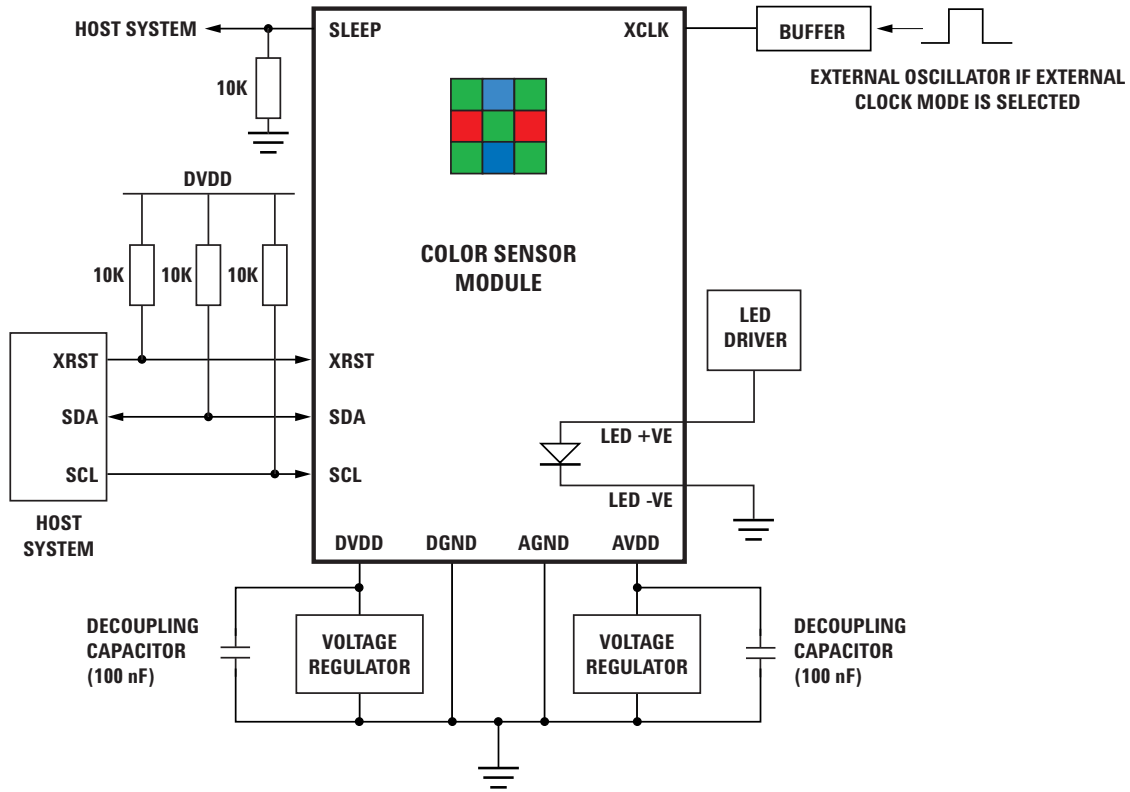 HOST SYSTEM
SLEEP
XCLK
BUFFER
10K
EXTERNAL OSCILLATOR IF EXTERNAL
CLOCK MODE IS SELECTED
DVDD
COLOR SENSOR
MODULE
10K
10K
10K
LED
DRIVER
XRST
XRST
SDA
SDA
LED +VE
SCL
SCL
LED -VE
HOST
SYSTEM
DVDD
DGND
AGND
AVDD
DECOUPLING
CAPACITOR
(100 nF)
VOLTAGE
REGULATOR
VOLTAGE
REGULATOR
DECOUPLING
CAPACITOR
(100 nF)